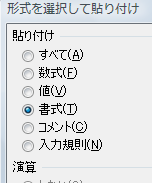 形式を選択して貼り付け
貼り付け
すべて(A)
数式(F)
値(V)
書式(T)
コメント(C)
入力規則(N)
演算